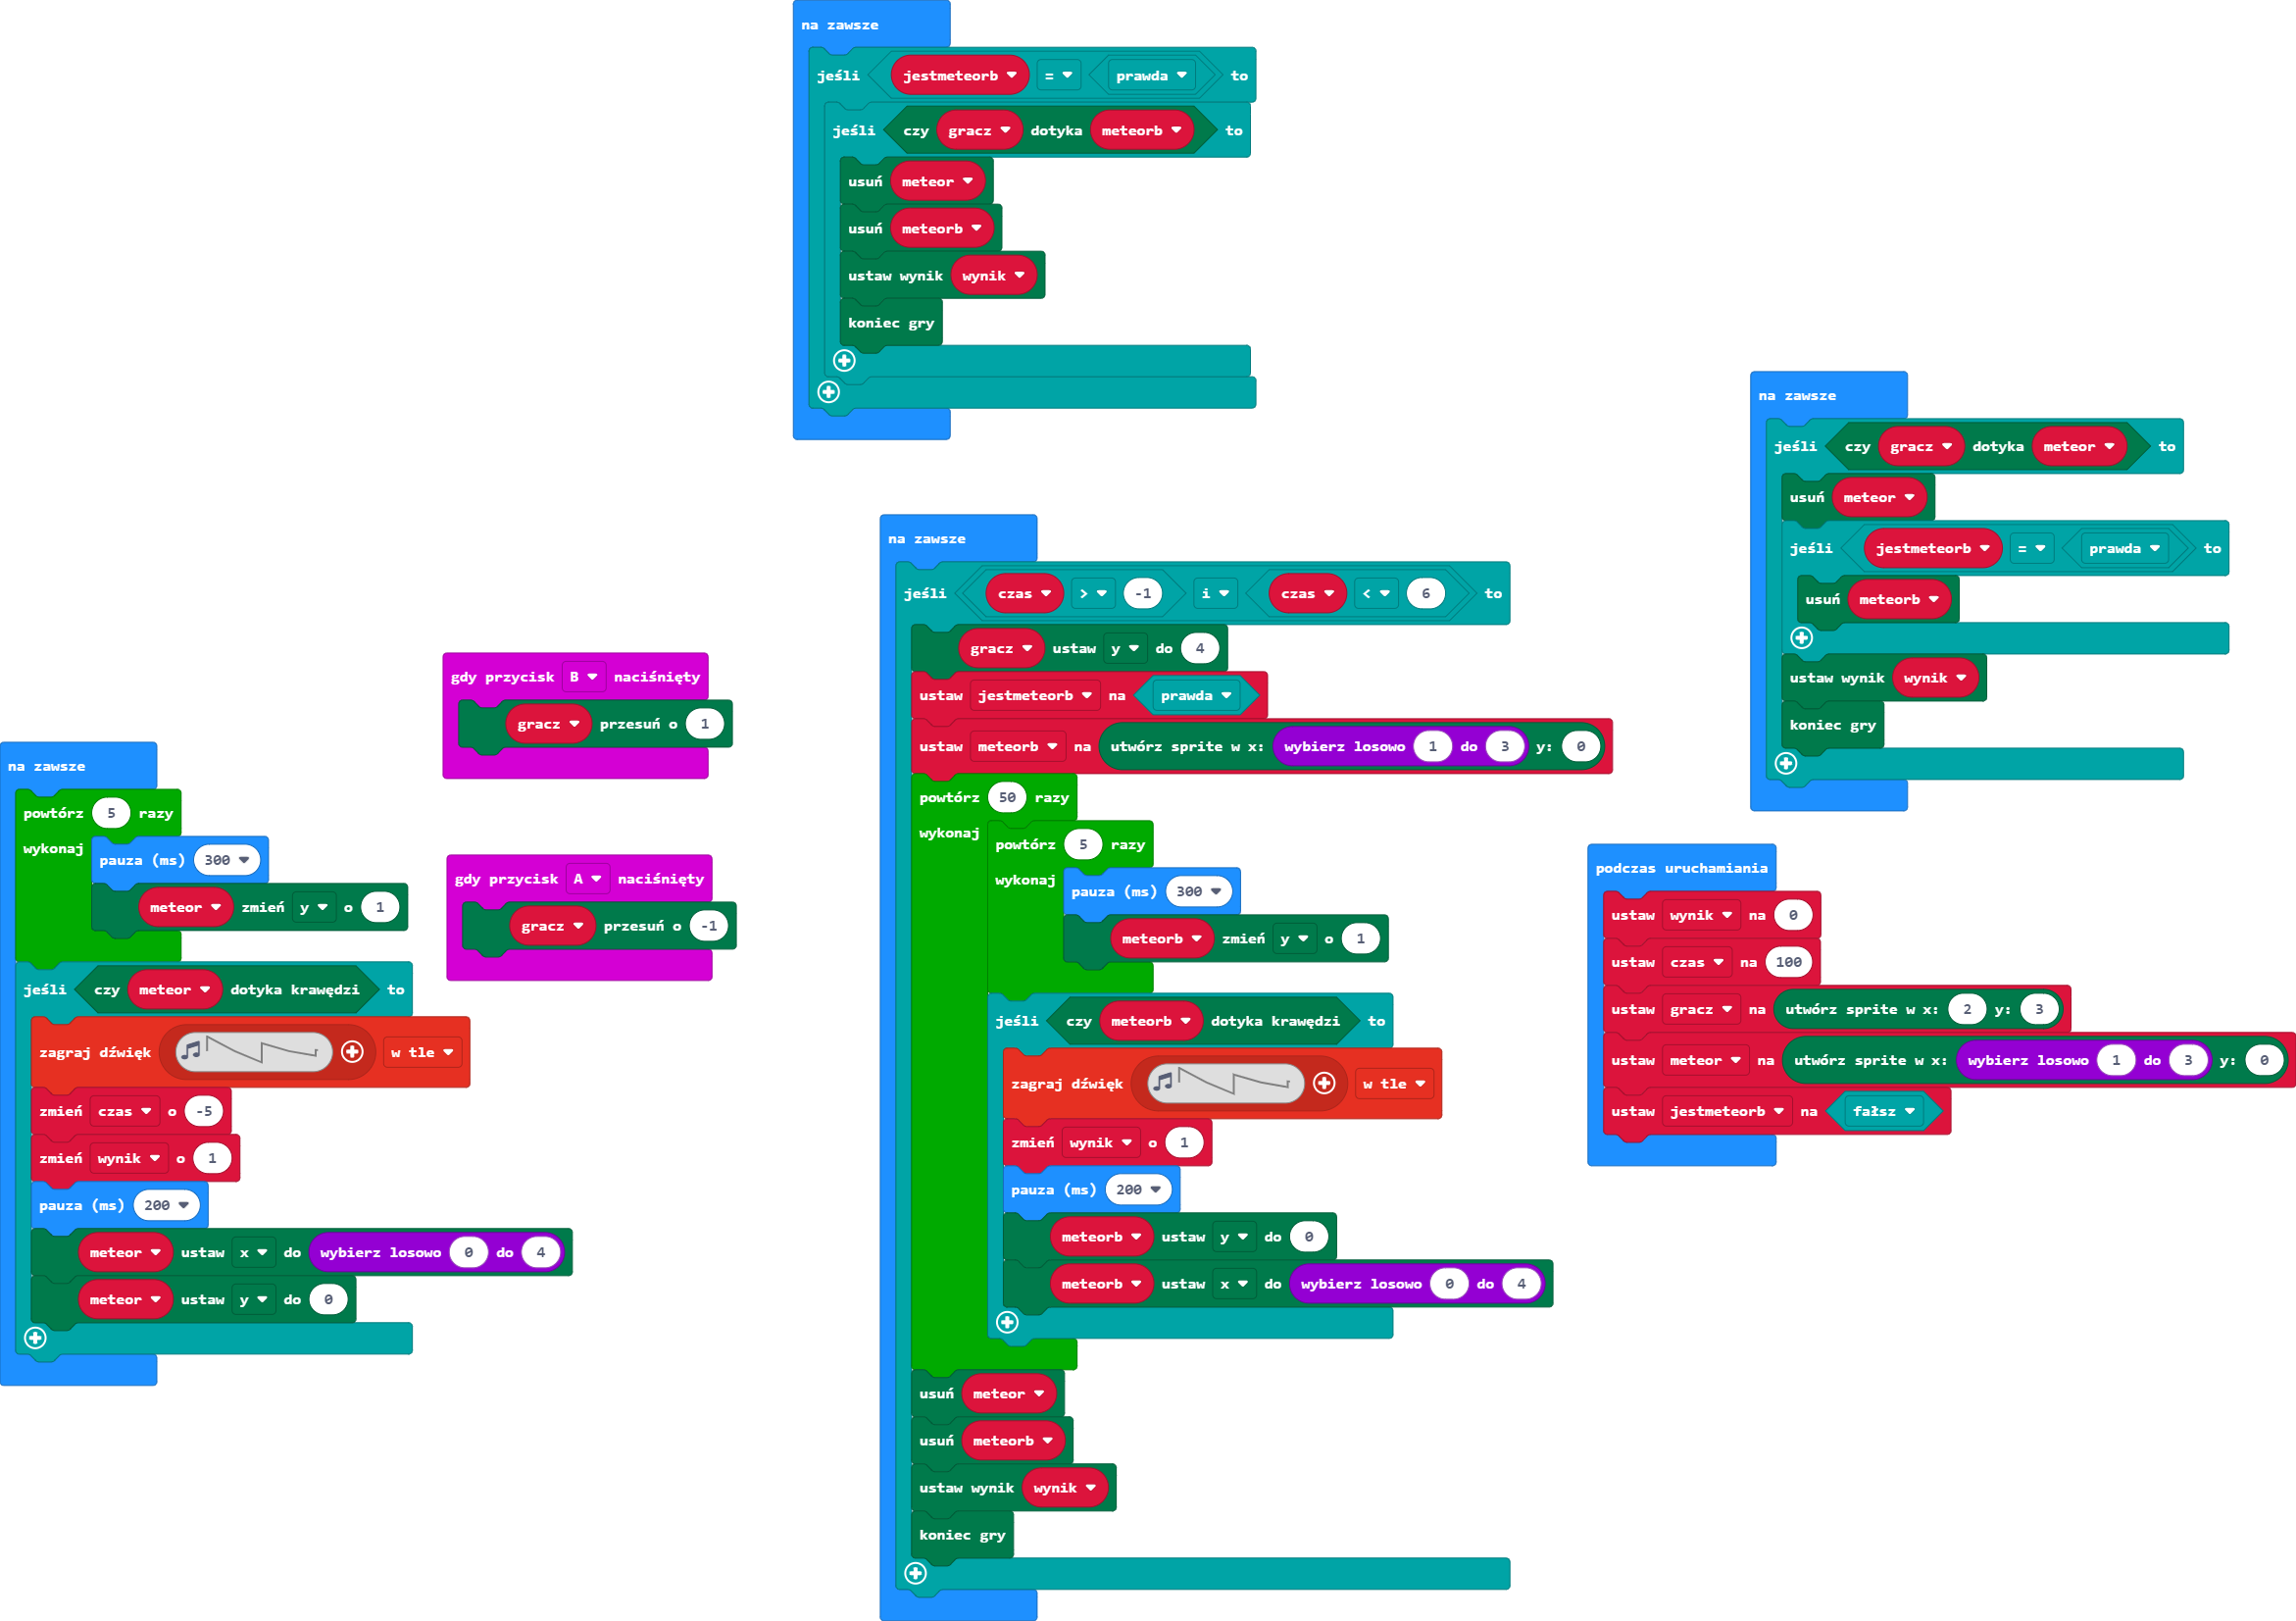 na zawsze
jeśli jestmeteorb = prawda to
jeśli czy gracz dotyka meteorb to
usuń meteor
usuń meteorb
ustaw wynik wynik
koniec gry
na zawsze
jeśli czy gracz dotyka meteor to
usuń meteor
jeśli jestmeteorb = prawda to
usuń meteorb
ustaw wynik wynik
koniec gry
na zawsze
jeśli czas > -1 i czas < 6 to
gracz ustaw y do 4
ustaw jestmeteorb na prawda
ustaw meteorb na utwórz sprite w x: wybierz losowo 1 do 3 y: 0
powtórz 50 razy
wykonaj
powtórz 5 razy
wykonaj
pauza (ms) 300
meteorb zmień y o 1
jeśli czy meteorb dotyka krawędzi to
zagraj dźwięk w tle
zmień wynik o 1
pauza (ms) 200
meteorb ustaw y do 0
meteorb ustaw x do wybierz losowo 0 do 4
usuń meteor
usuń meteorb
ustaw wynik wynik
koniec gry
gdy przycisk B naciśnięty
gracz przesuń o 1
gdy przycisk A naciśnięty
gracz przesuń o -1
na zawsze
powtórz 5 razy
wykonaj
pauza (ms) 300
meteor zmień y o 1
jeśli czy meteor dotyka krawędzi to
zagraj dźwięk w tle
zmień czas o -5
zmień wynik o 1
pauza (ms) 200
meteor ustaw x do wybierz losowo 0 do 4
meteor ustaw y do 0
podczas uruchamiania
ustaw wynik na 0
ustaw czas na 100
ustaw gracz na utwórz sprite w x: 2 y: 3
ustaw meteor na utwórz sprite w x: wybierz losowo 1 do 3 y: 0
ustaw jestmeteorb na fałsz